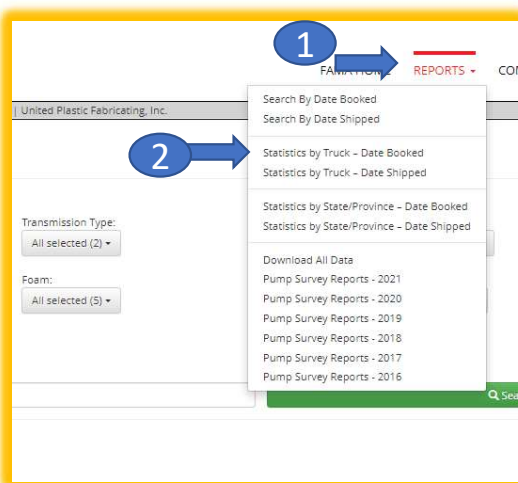 1
FAMA HOME REPORTS
| United Plastic Fabricating, Inc.
2
Search By Date Booked
Search By Date Shipped
Statistics by Truck – Date Booked
Statistics by Truck – Date Shipped
Statistics by State/Province – Date Booked
Statistics by State/Province – Date Shipped
Download All Data
Pump Survey Reports - 2021
Pump Survey Reports - 2020
Pump Survey Reports - 2019
Pump Survey Reports - 2018
Pump Survey Reports - 2017
Pump Survey Reports - 2016
Transmission Type:
All selected (2)
Foam:
All selected (5)